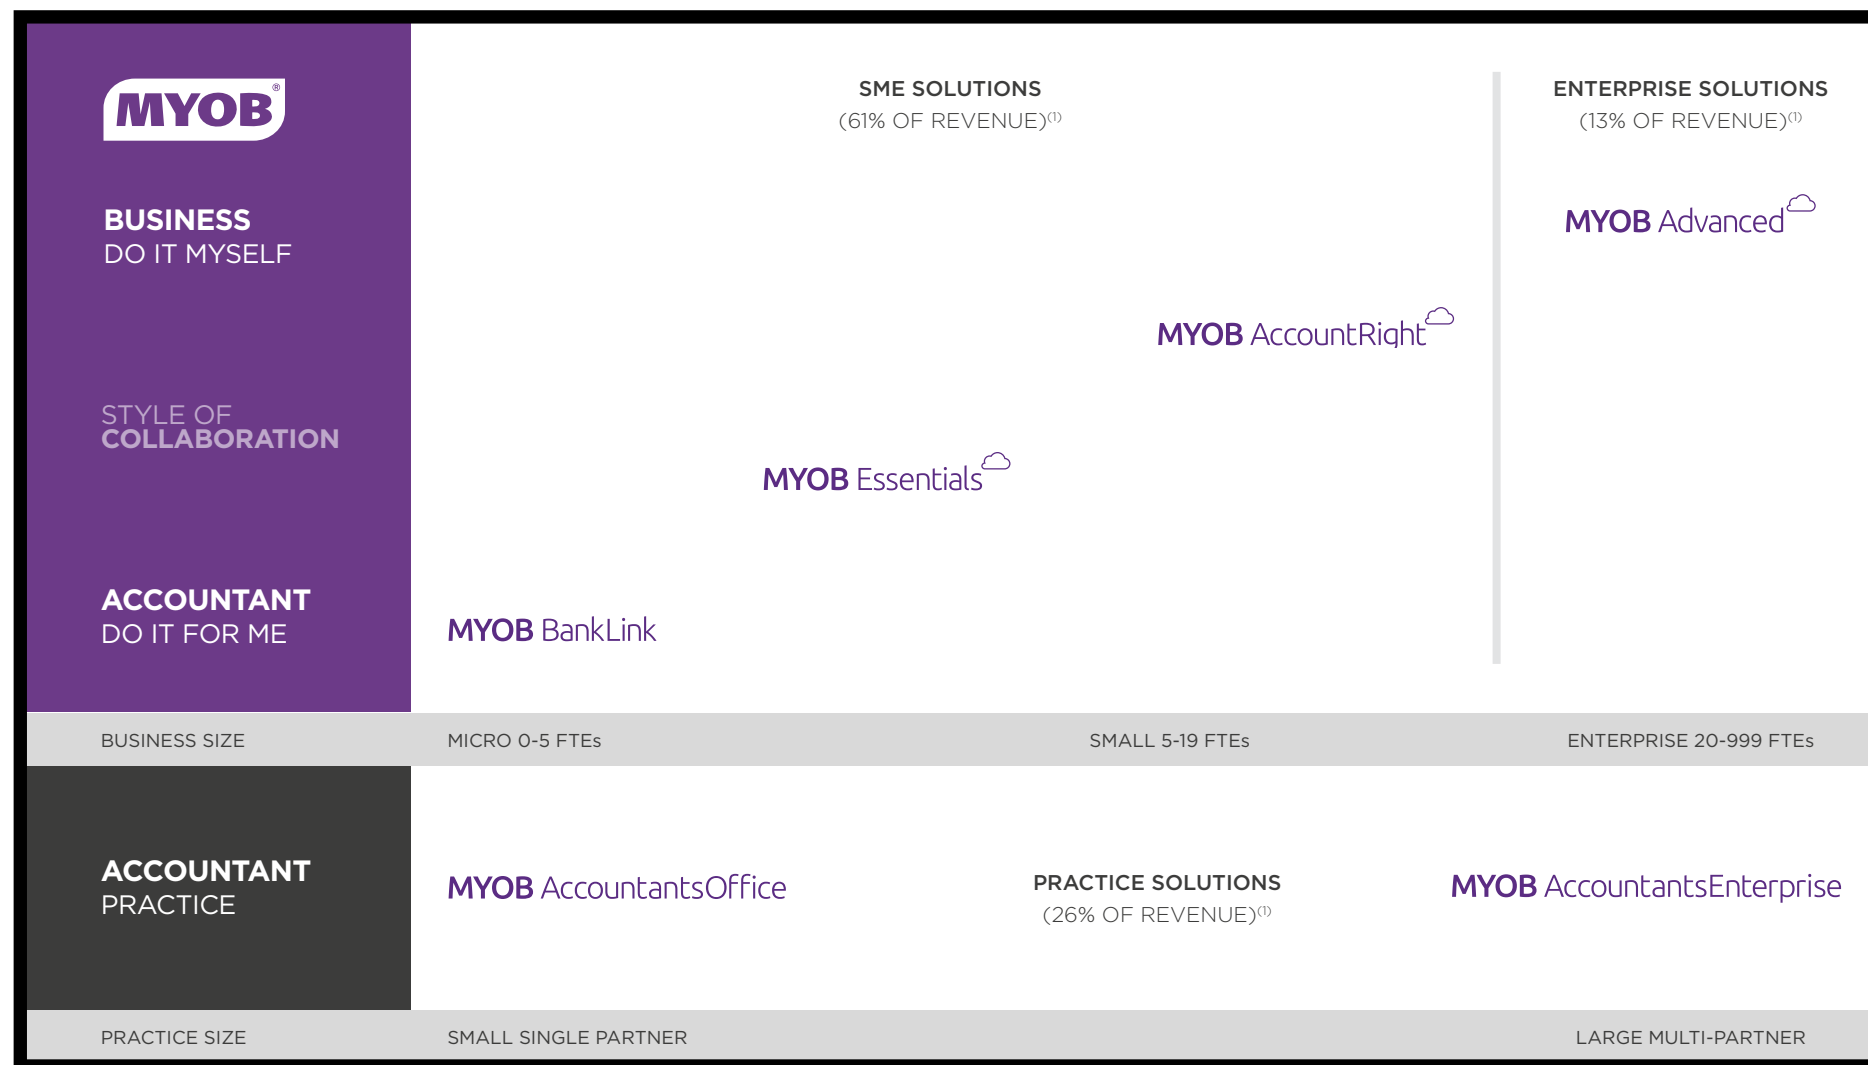 MYOB®
SME SOLUTIONS
(61% OF REVENUE)(1)
ENTERPRISE SOLUTIONS
(13% OF REVENUE)(1)
BUSINESS
DO IT MYSELF
MYOB Advanced
MYOB AccountRight
STYLE OF
COLLABORATION
MYOB Essentials
ACCOUNTANT
DO IT FOR ME
MYOB BankLink
BUSINESS SIZE
MICRO 0-5 FTEs
SMALL 5-19 FTEs
ENTERPRISE 20-999 FTEs
ACCOUNTANT
PRACTICE
MYOB AccountantsOffice
PRACTICE SOLUTIONS
(26% OF REVENUE)(1)
MYOB AccountantsEnterprise
PRACTICE SIZE
SMALL SINGLE PARTNER
LARGE MULTI-PARTNER